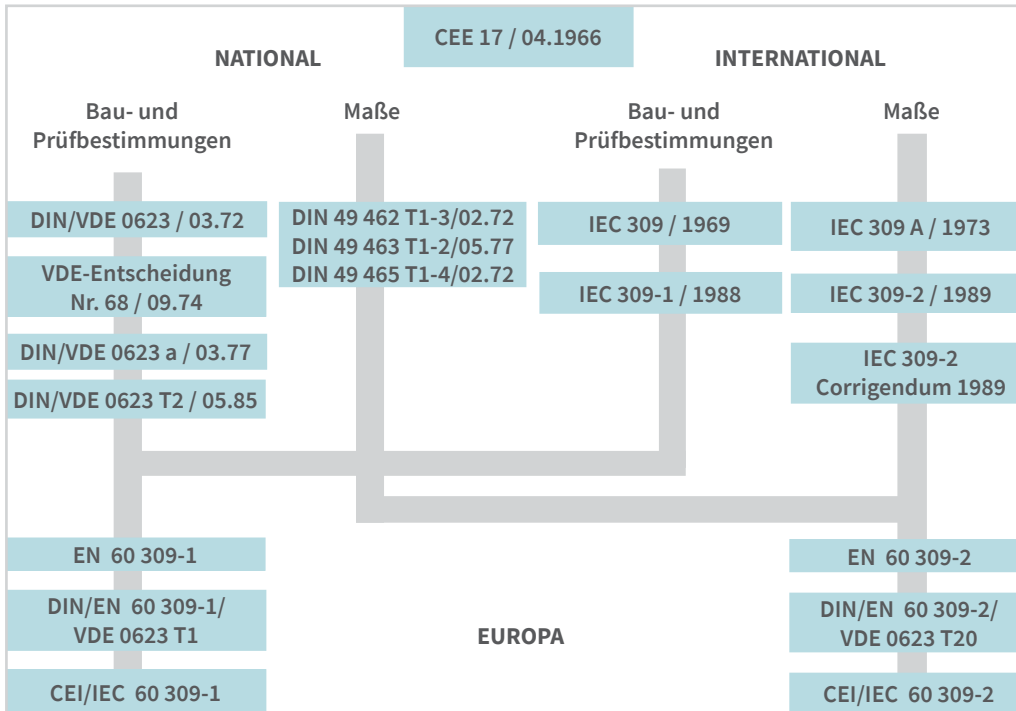 CEE 17 / 04.1966
NATIONAL
INTERNATIONAL
Bau- und
Prüfbestimmungen
Maße
Bau- und
Prüfbestimmungen
Maße
DIN/VDE 0623 / 03.72
VDE-Entscheidung
Nr. 68 / 09.74
DIN/VDE 0623 a / 03.77
DIN/VDE 0623 T2 / 05.85
DIN 49 462 T1-3/02.72
DIN 49 463 T1-2/05.77
DIN 49 465 T1-4/02.72
IEC 309 / 1969
IEC 309-1 / 1988
IEC 309 A / 1973
IEC 309-2 / 1989
IEC 309-2
Corrigendum 1989
EN 60 309-1
DIN/EN 60 309-1/
VDE 0623 T1
CEI/IEC 60 309-1
EUROPA
EN 60 309-2
DIN/EN 60 309-2/
VDE 0623 T20
CEI/IEC 60 309-2